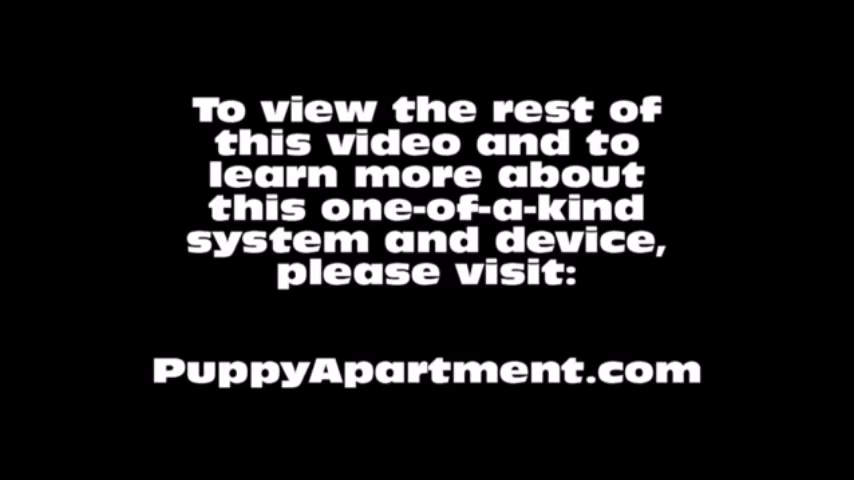 To view the rest of
this video and to
learn more about
this one-of-a-kind
system and device,
please visit:
PuppyApartment.com